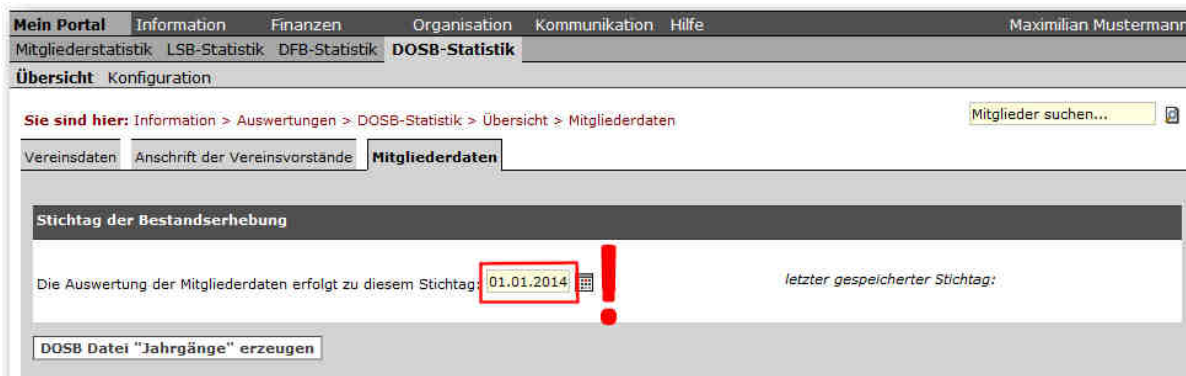 Mein Portal Information Finanzen Organisation Kommunikation Hilfe Maximilian Mustermann
Mitgliederstatistik LSB-Statistik DFB-Statistik DOSB-Statistik
Übersicht Konfiguration
Sie sind hier: Information > Auswertungen > DOSB-Statistik > Übersicht > Mitgliederdaten
Mitglieder suchen...
Vereinsdaten Anschrift der Vereinsvorstände Mitgliederdaten
Stichtag der Bestandserhebung
Die Auswertung der Mitgliederdaten erfolgt zu diesem Stichtag: 01.01.2014 ! letzter gespeicherter Stichtag:
DOSB Datei "Jahrgänge" erzeugen